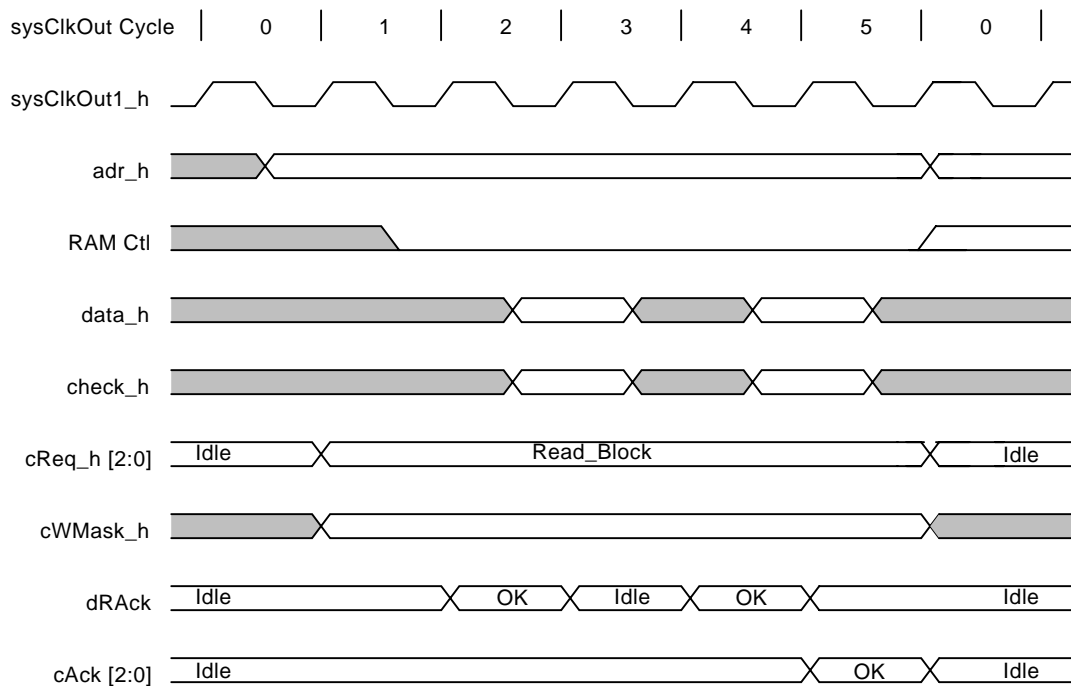 sysClkOut Cycle 0 1 2 3 4 5 0
sysClkOut1_h
adr_h
RAM Ctl
data_h
check_h
cReq_h [2:0] Idle Read_Block Idle
cWMask_h
dRAck Idle OK Idle OK Idle
cAck [2:0] Idle OK Idle